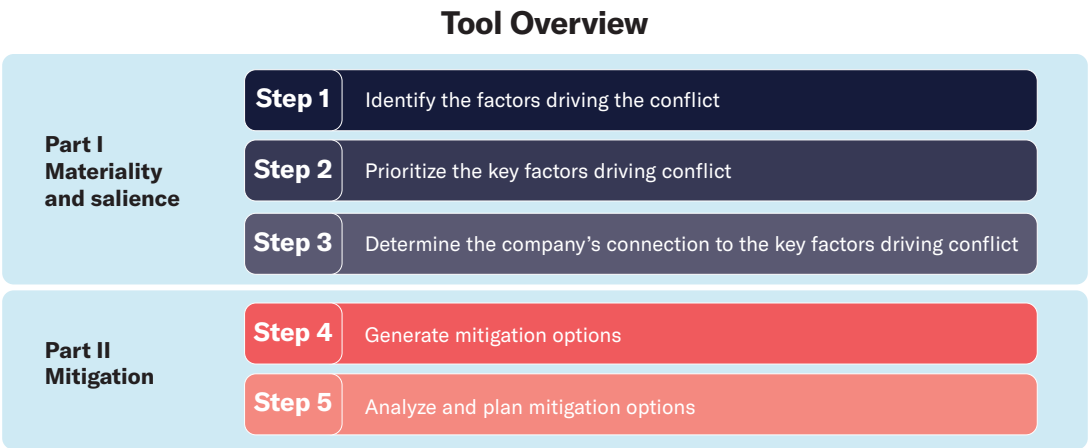 Tool Overview
Part I
Materiality
and salience
Step 1
Identify the factors driving the conflict
Step 2
Prioritize the key factors driving conflict
Step 3
Determine the company’s connection to the key factors driving conflict
Part II
Mitigation
Step 4
Generate mitigation options
Step 5
Analyze and plan mitigation options